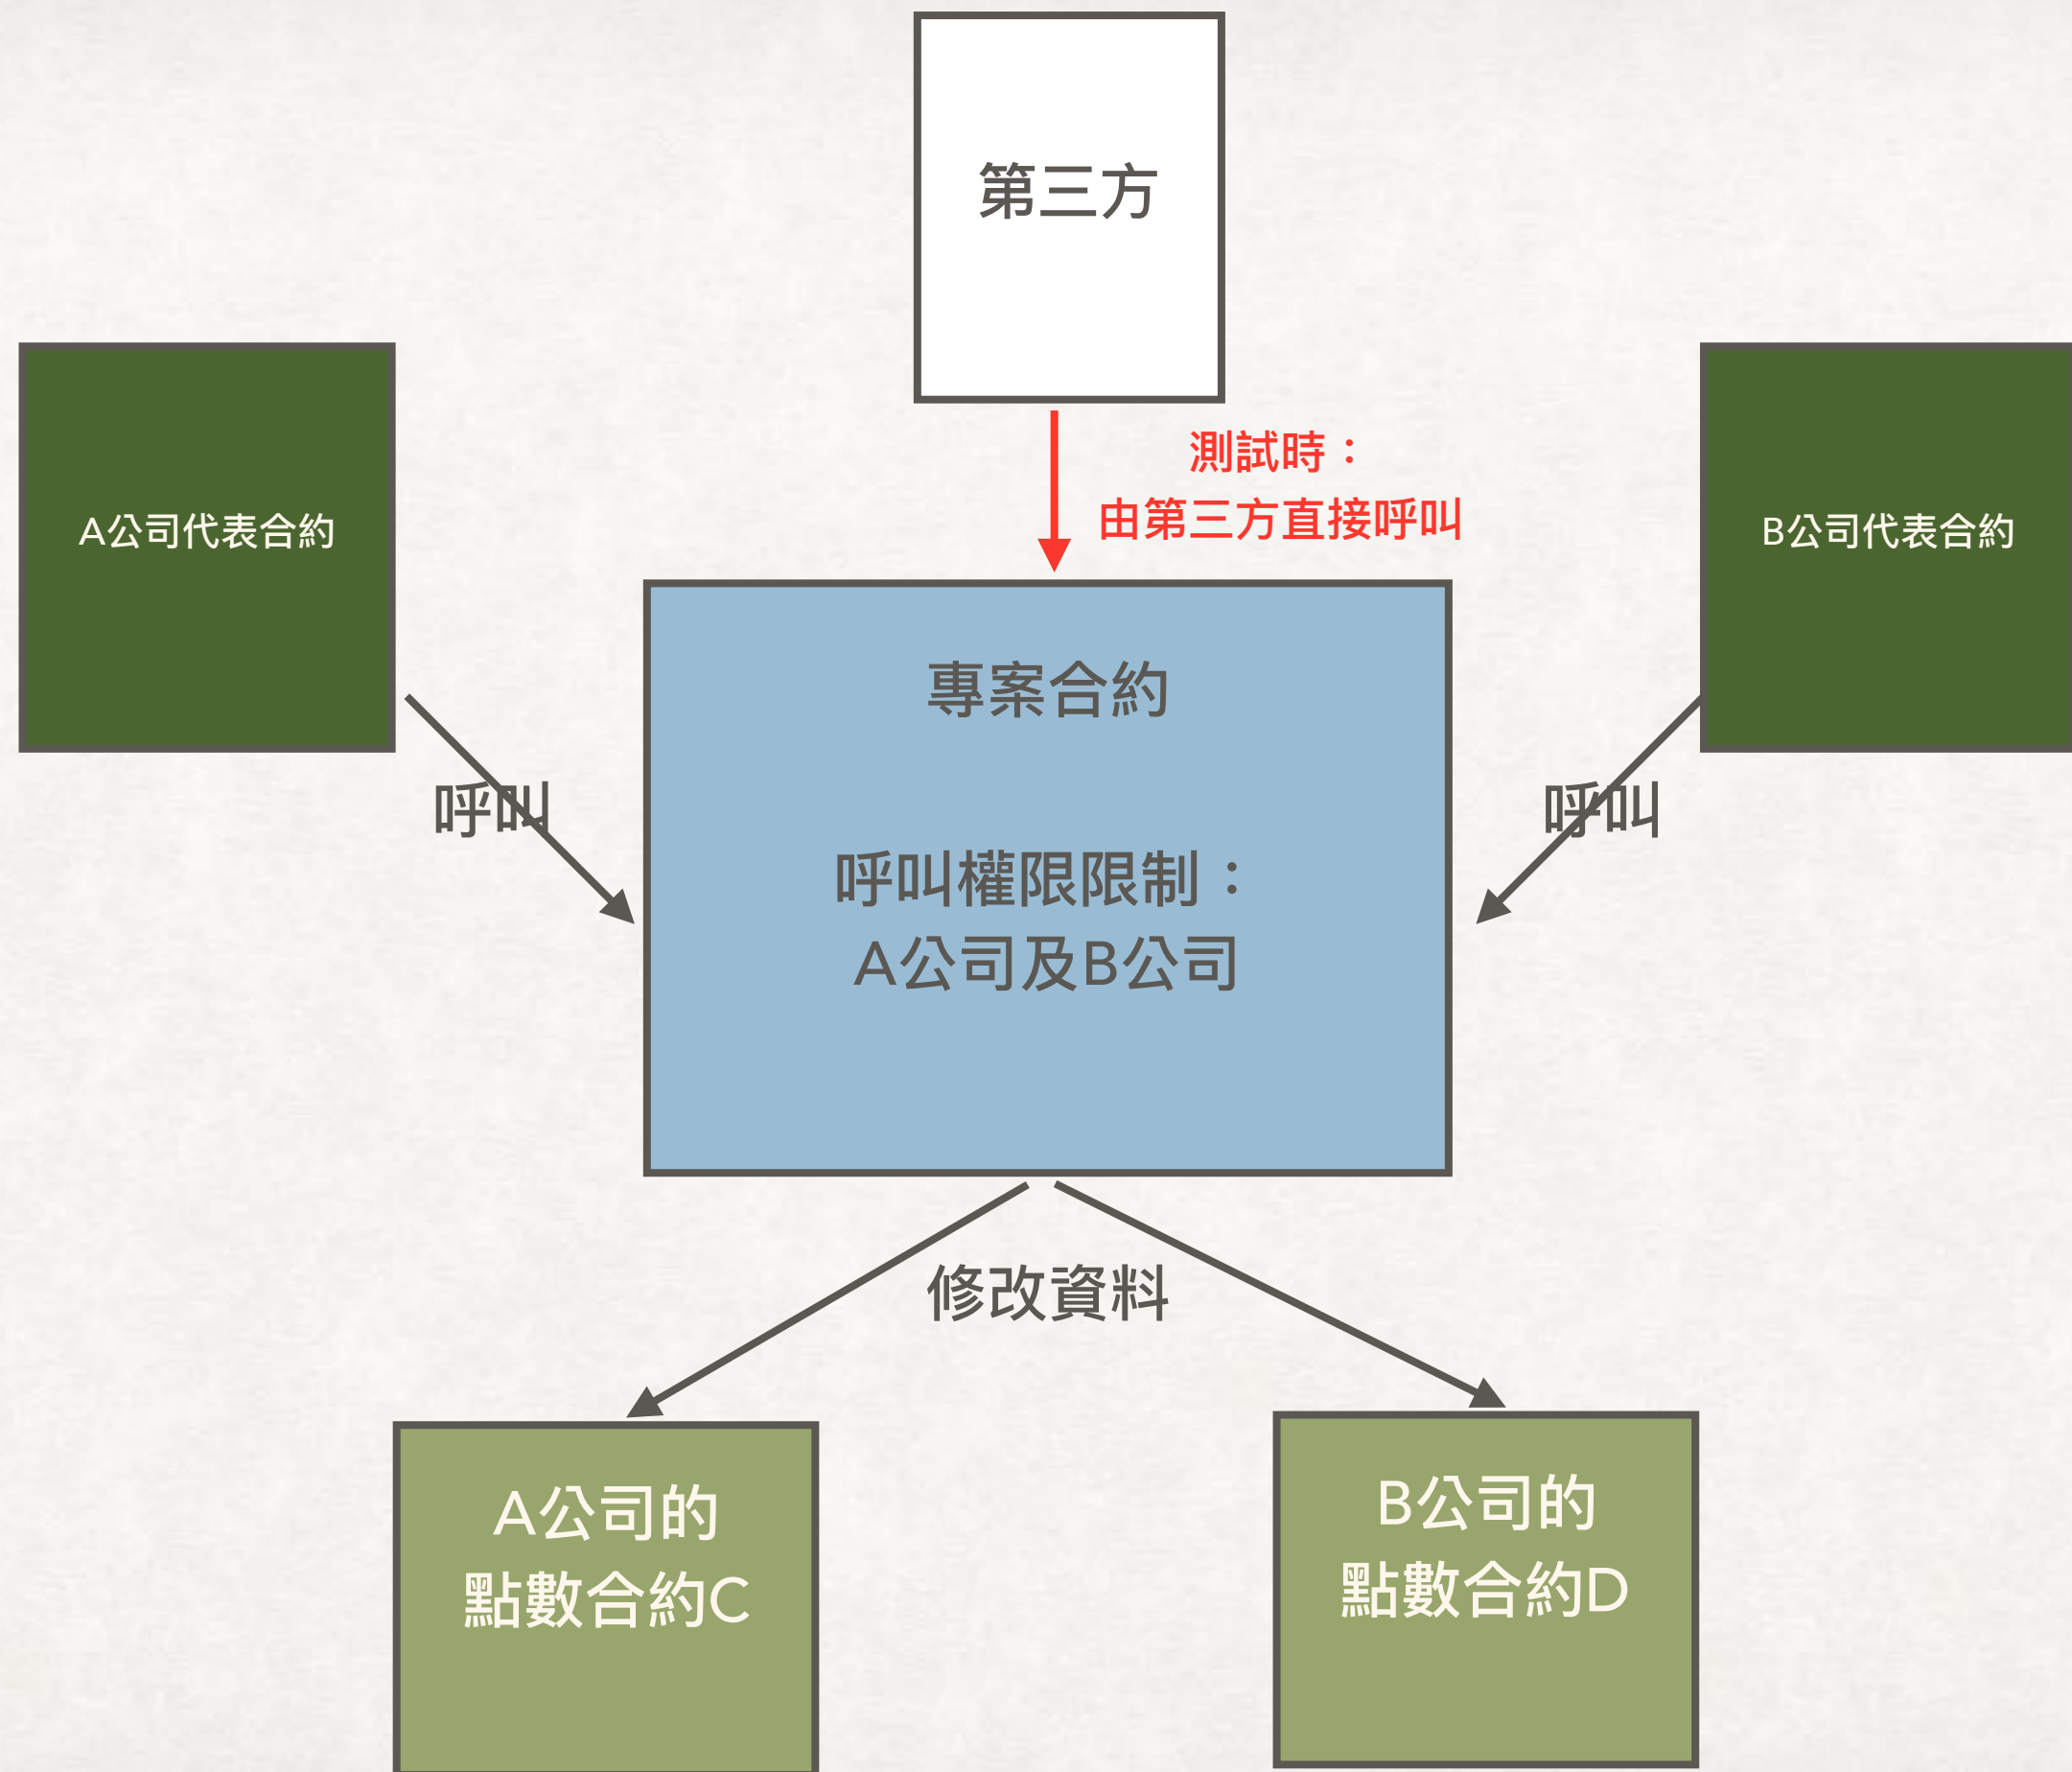 第三方
測試時：
由第三方直接呼叫
A公司代表合約
B公司代表合約
專案合約
呼叫
呼叫
呼叫權限限制：
A公司及B公司
修改資料
A公司的
點數合約C
B公司的
點數合約D